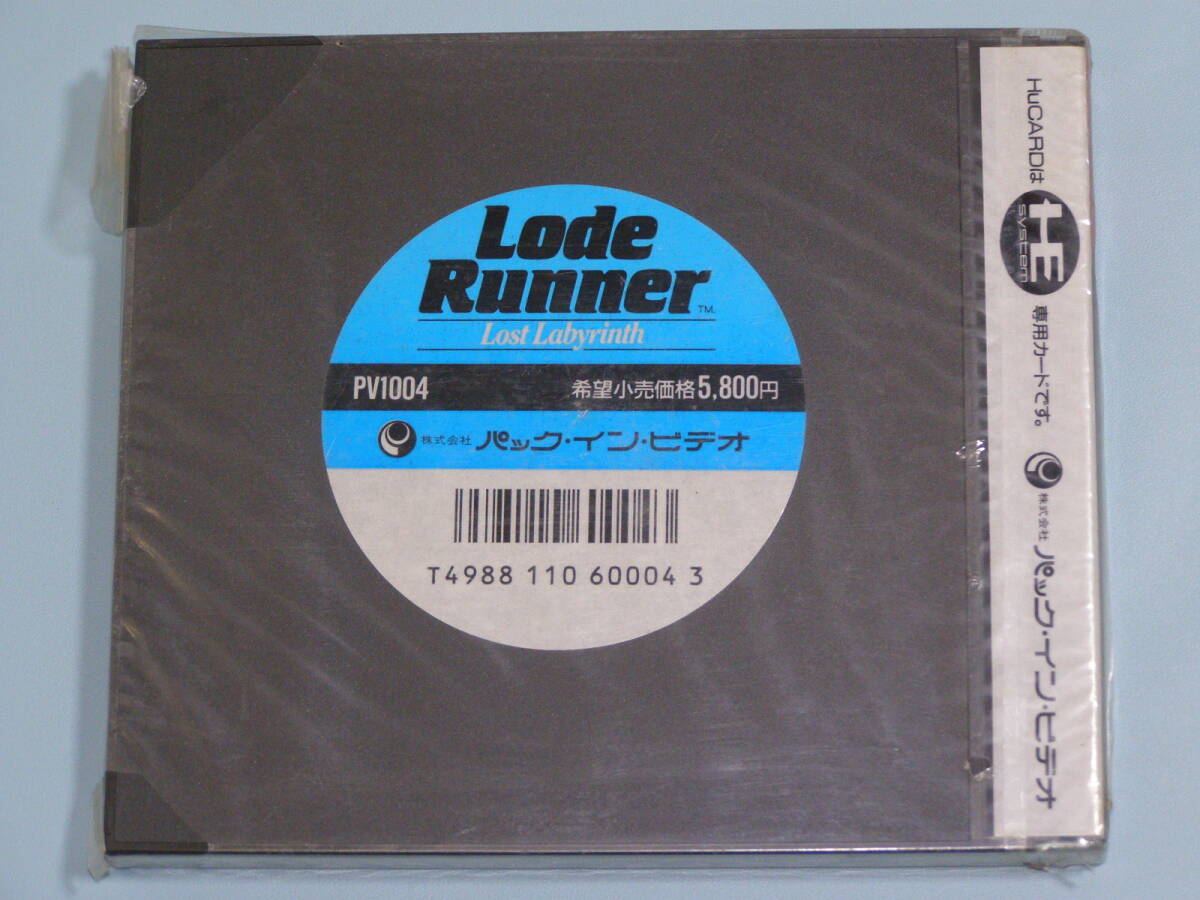 Lode
Runner™
Lost Labyrinth
PV1004 希望小売価格5,800円
株式会社 パック・イン・ビデオ
T4988 110 60004 3
HuCARDは HE system 専用カードです。 株式会社 パック・イン・ビデオ